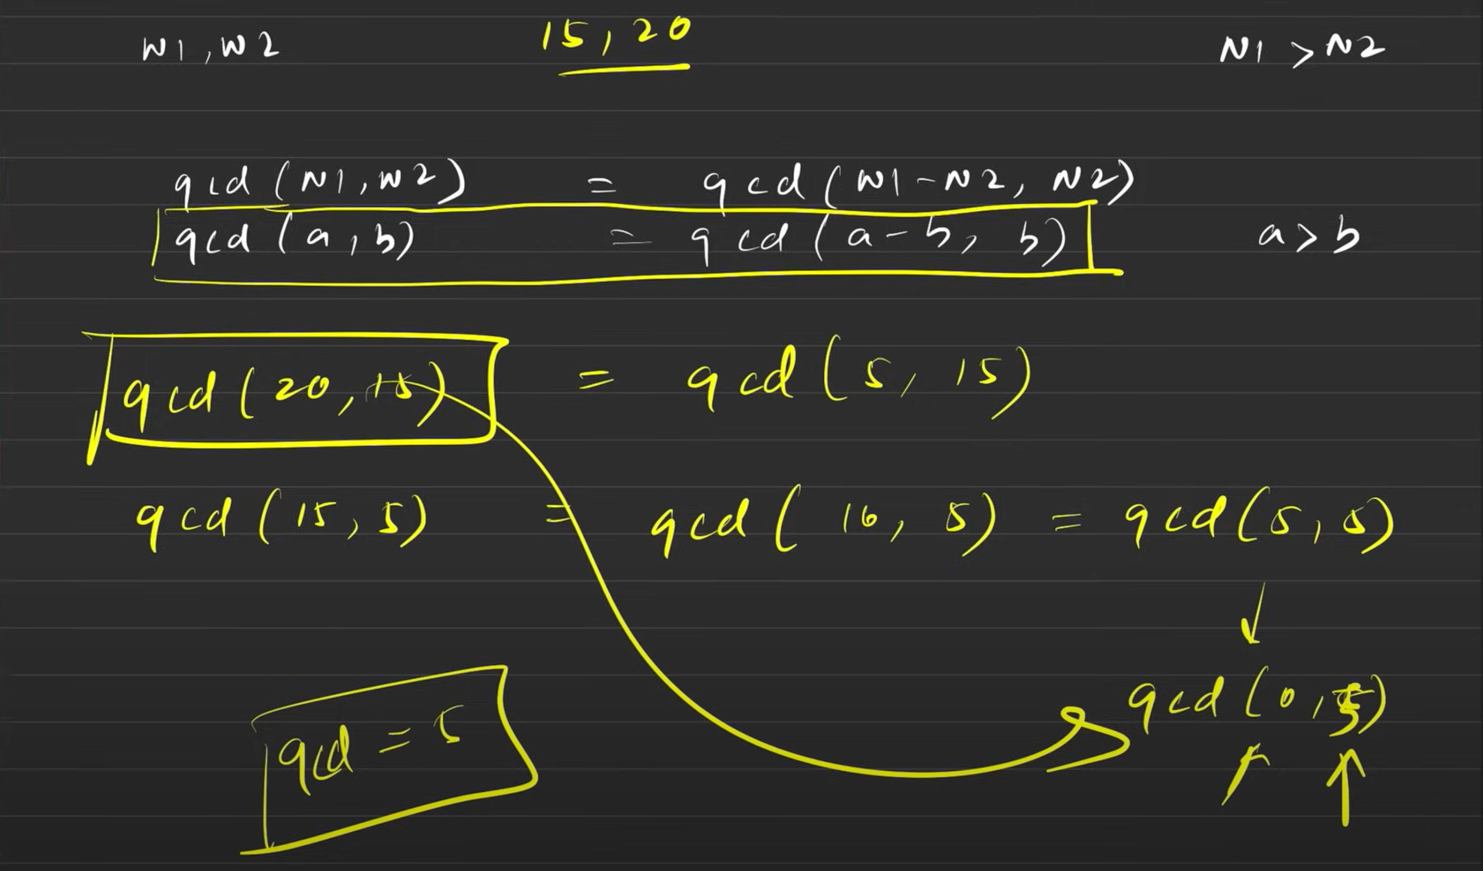 N1, N2 15, 20 N1 > N2
gcd (N1, N2) = gcd (N1 - N2, N2)
gcd (a, b) = gcd (a - b, b) a > b
gcd (20, 15) = gcd (5, 15)
gcd (15, 5) = gcd (10, 5) = gcd (5, 5)
gcd (0, 5)
gcd = 5